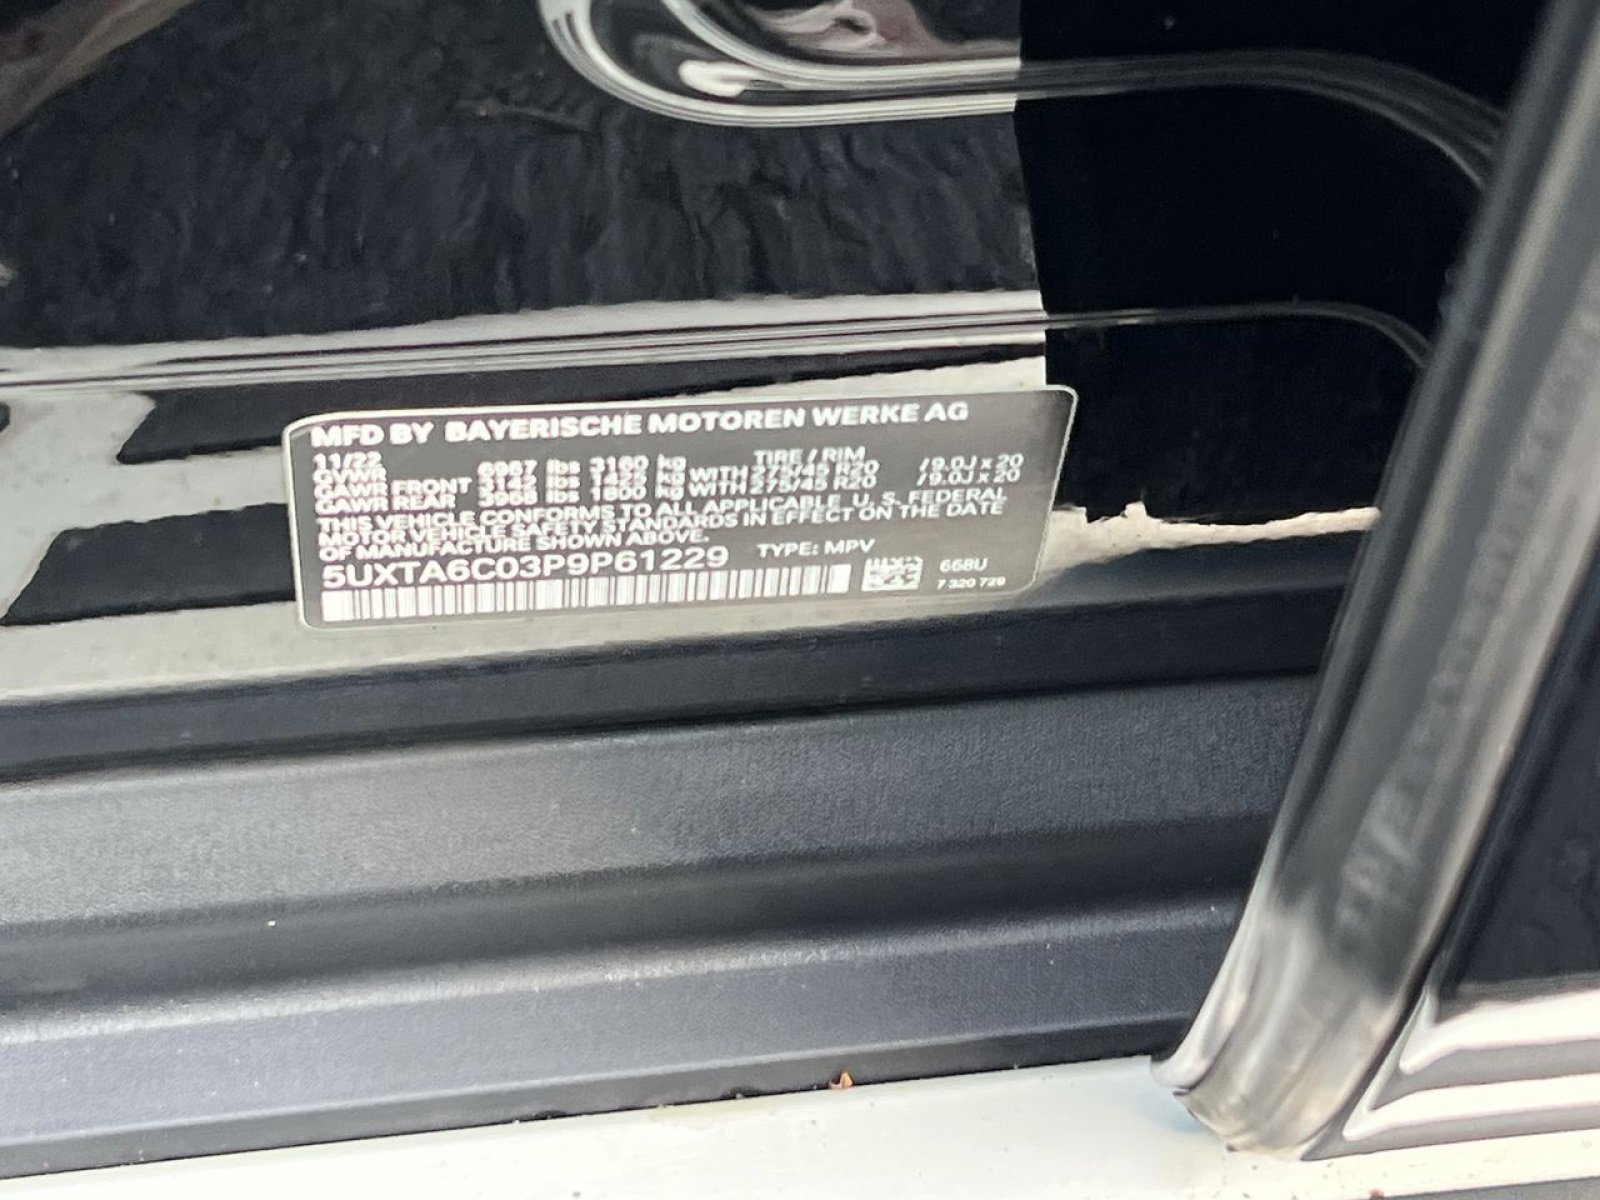 MFD BY BAYERISCHE MOTOREN WERKE AG
11/22 TIRE / RIM
GVWR 6967 lbs 3160 kg
GAWR FRONT 3142 lbs 1425 kg WITH 275/45 R20 / 9.0J x 20
GAWR REAR 3968 lbs 1800 kg WITH 275/45 R20 / 9.0J x 20
THIS VEHICLE CONFORMS TO ALL APPLICABLE U. S. FEDERAL
MOTOR VEHICLE SAFETY STANDARDS IN EFFECT ON THE DATE
OF MANUFACTURE SHOWN ABOVE.
5UXTA6C03P9P61229 TYPE: MPV
668U
7 320 729